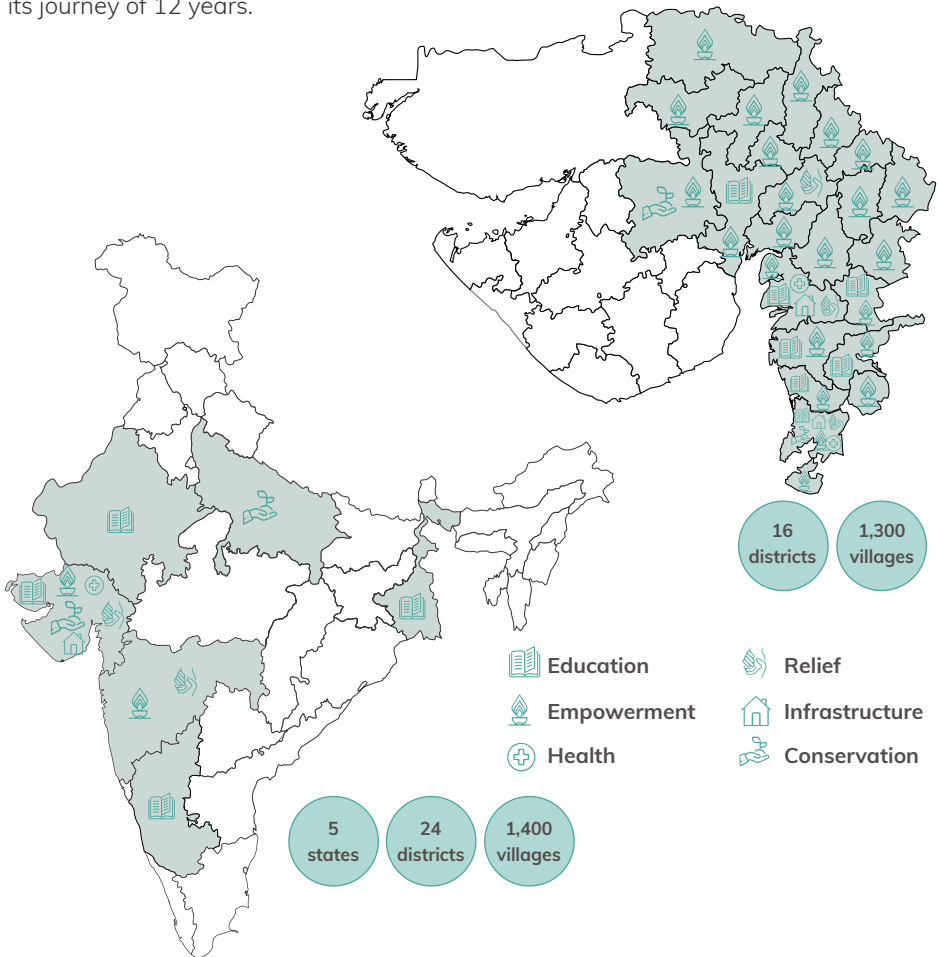 its journey of 12 years.
16
districts
1,300
villages
Education
Relief
Empowerment
Infrastructure
Health
Conservation
5
states
24
districts
1,400
villages